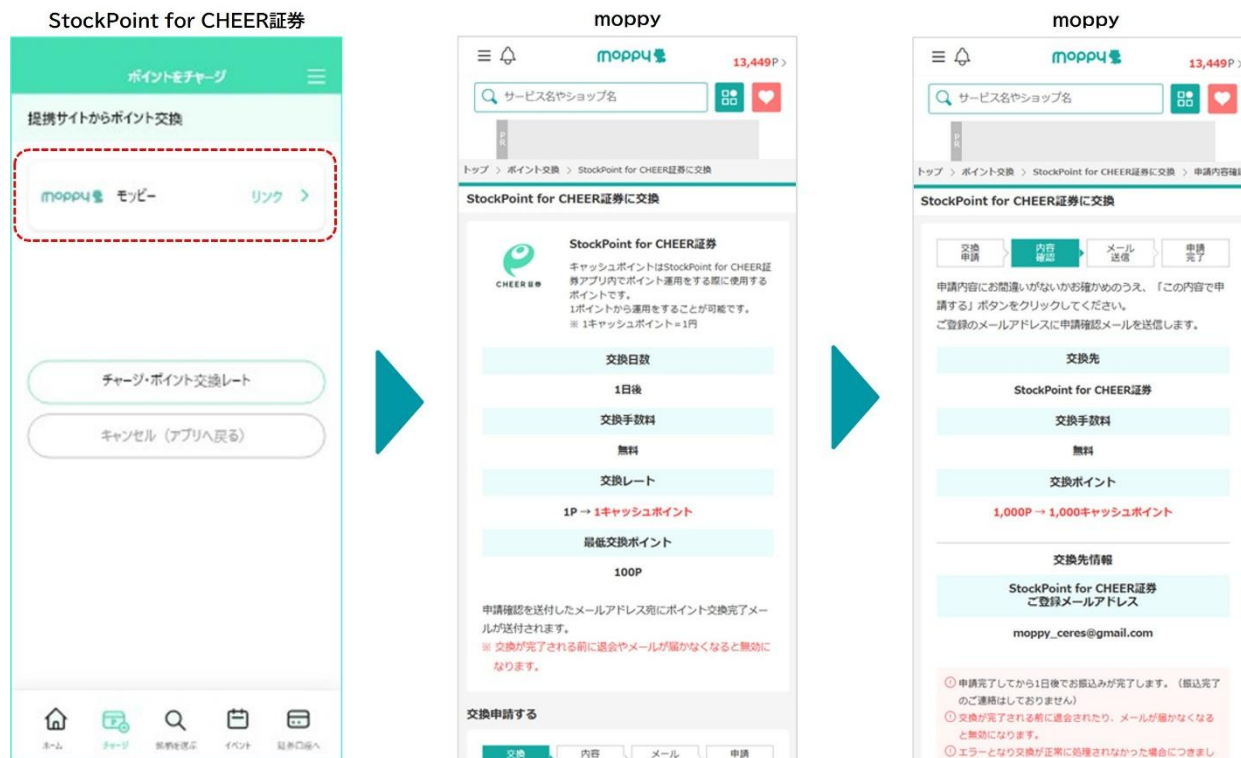 StockPoint for CHEER証券
ポイントをチャージ
提携サイトからポイント交換
moppy モッピー リンク >
チャージ・ポイント交換レート
キャンセル（アプリへ戻る）
ホーム チャージ 銘柄を選ぶ イベント 証券口座へ
moppy
moppy
13,449P >
サービス名やショップ名
PR
トップ > ポイント交換 > StockPoint for CHEER証券に交換
StockPoint for CHEER証券に交換
CHEER証券
StockPoint for CHEER証券
キャッシュポイントはStockPoint for CHEER証
券アプリ内でポイント運用をする際に使用する
ポイントです。
1ポイントから運用をすることが可能です。
※ 1キャッシュポイント=1円
交換日数
1日後
交換手数料
無料
交換レート
1P → 1キャッシュポイント
最低交換ポイント
100P
申請確認を送付したメールアドレス宛にポイント交換完了メー
ルが送付されます。
※ 交換が完了される前に退会やメールが届かなくなると無効に
なります。
交換申請する
交換 内容 メール 申請
moppy
moppy
13,449P >
サービス名やショップ名
PR
トップ > ポイント交換 > StockPoint for CHEER証券に交換 > 申請内容確認
StockPoint for CHEER証券に交換
交換
申請
内容
確認
メール
送信
申請
完了
申請内容にお間違いがないかお確かめのうえ、「この内容で申
請する」ボタンをクリックしてください。
ご登録のメールアドレスに申請確認メールを送信します。
交換先
StockPoint for CHEER証券
交換手数料
無料
交換ポイント
1,000P → 1,000キャッシュポイント
交換先情報
StockPoint for CHEER証券
ご登録メールアドレス
moppy_ceres@gmail.com
申請完了してから1日後でお振込みが完了します。（振込完了
のご連絡はしておりません）
交換が完了される前に退会されたり、メールが届かなくなる
と無効になります。
エラーとなり交換が正常に処理されなかった場合につきまし